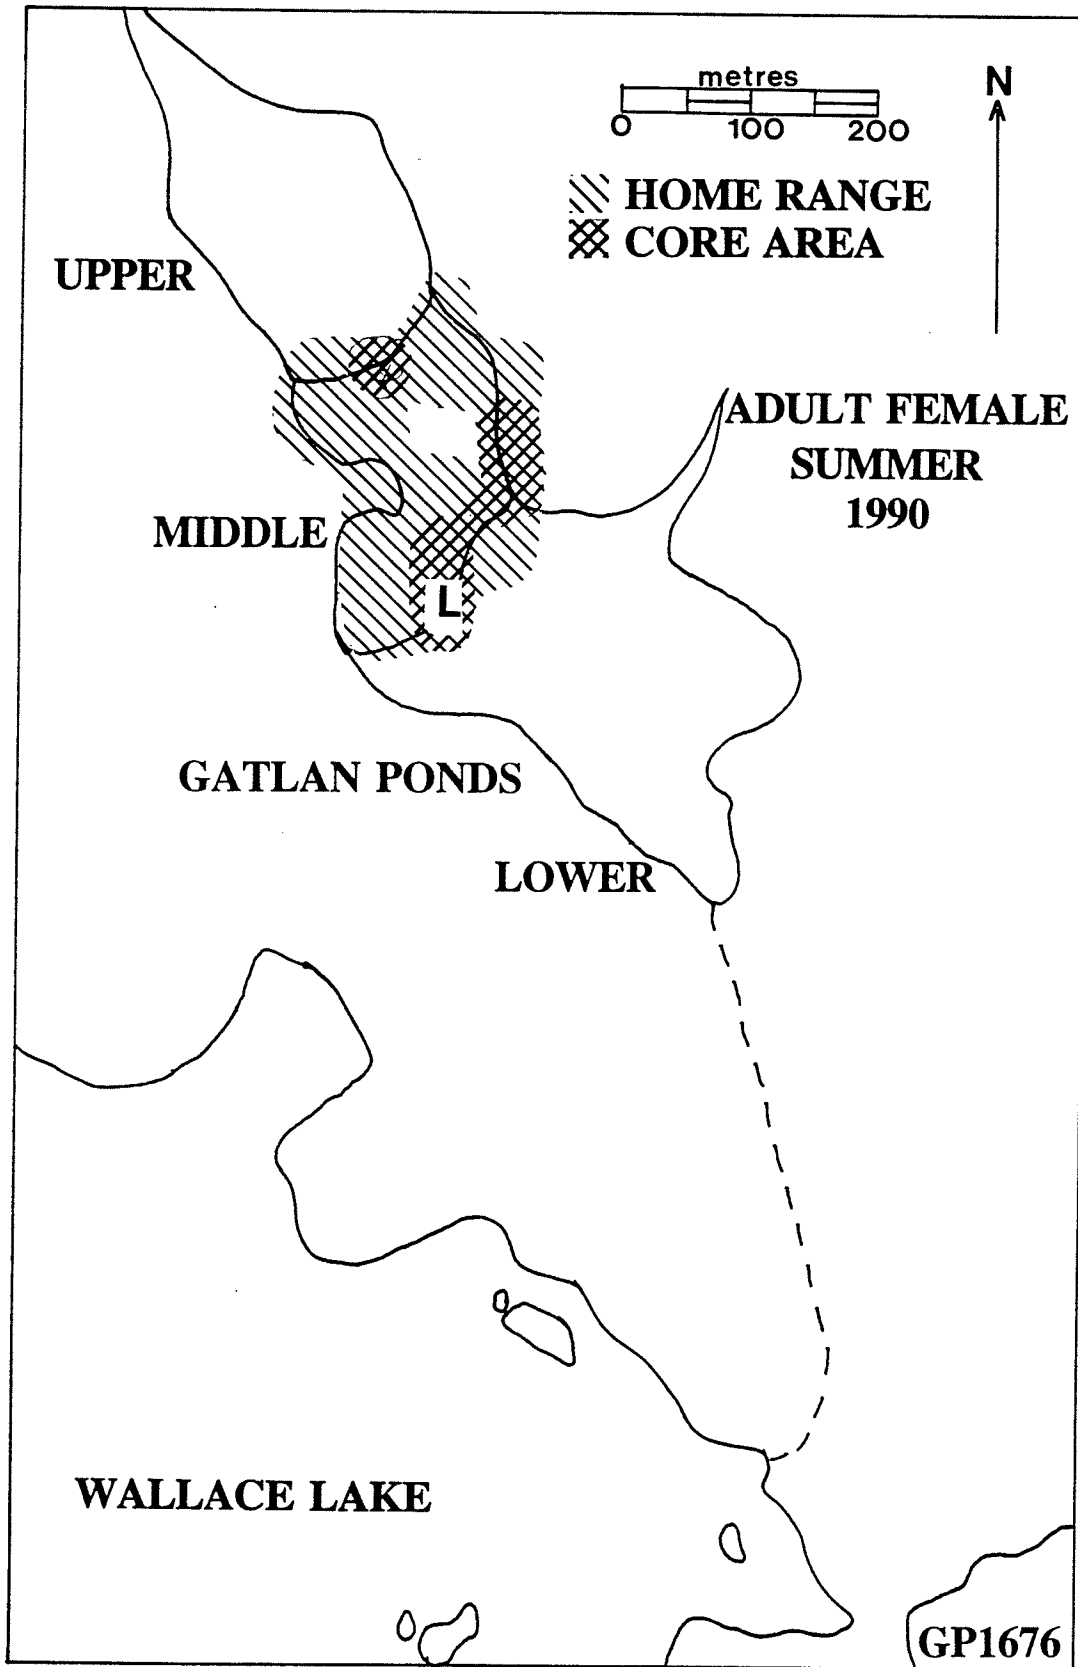 metres
0 100 200
N
HOME RANGE
CORE AREA
UPPER
ADULT FEMALE
SUMMER
1990
MIDDLE
L
GATLAN PONDS
LOWER
WALLACE LAKE
GP1676